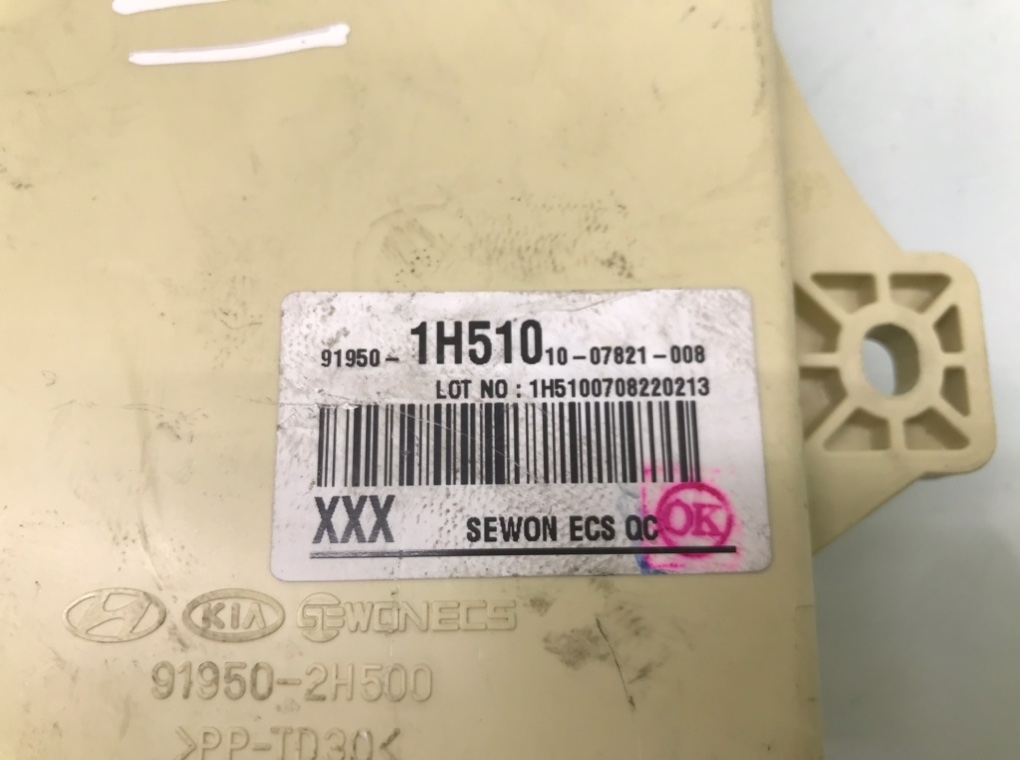 91950- 1H510 10-07821-008
LOT NO : 1H5100708220213
XXX SEWON ECS QC OK
KIA SEWONECS
91950-2H500
>PP-TD30<